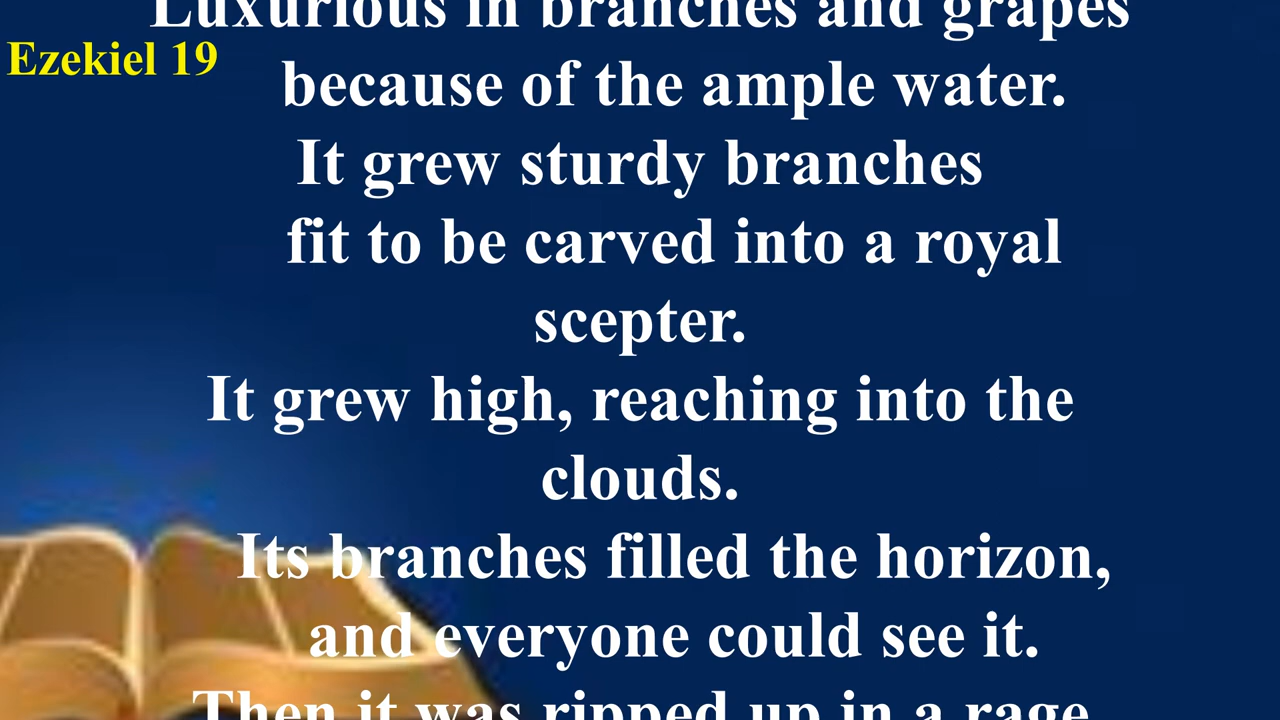 Luxurious in branches and grapes
Ezekiel 19
because of the ample water.
It grew sturdy branches
fit to be carved into a royal
scepter.
It grew high, reaching into the
clouds.
Its branches filled the horizon,
and everyone could see it.
Then it was ripped up in a rage